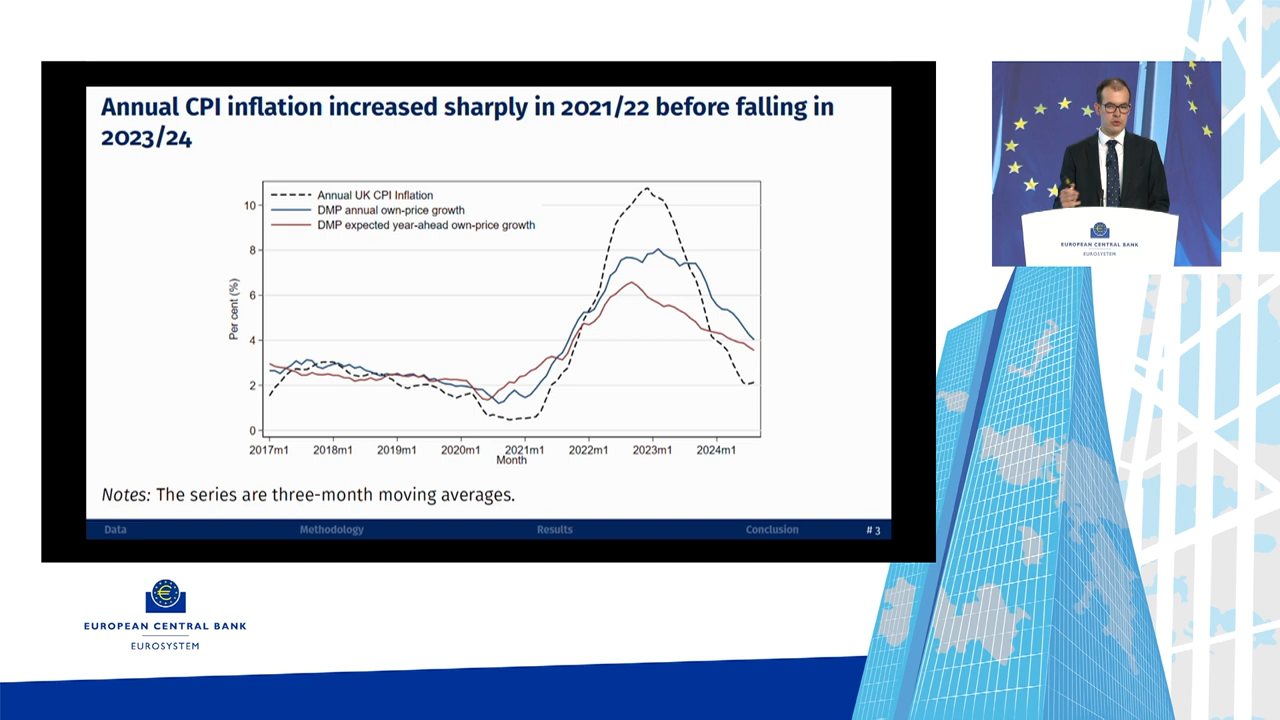 Annual CPI inflation increased sharply in 2021/22 before falling in
2023/24
Annual UK CPI Inflation
DMP annual own-price growth
DMP expected year-ahead own-price growth
Per cent (%)
10
8
6
4
2
0
2017m1 2018m1 2019m1 2020m1 2021m1 2022m1 2023m1 2024m1
Month
Notes: The series are three-month moving averages.
Data Methodology Results Conclusion # 3
EUROPEAN CENTRAL BANK
EUROSYSTEM
EUROPEAN CENTRAL BANK
EUROSYSTEM